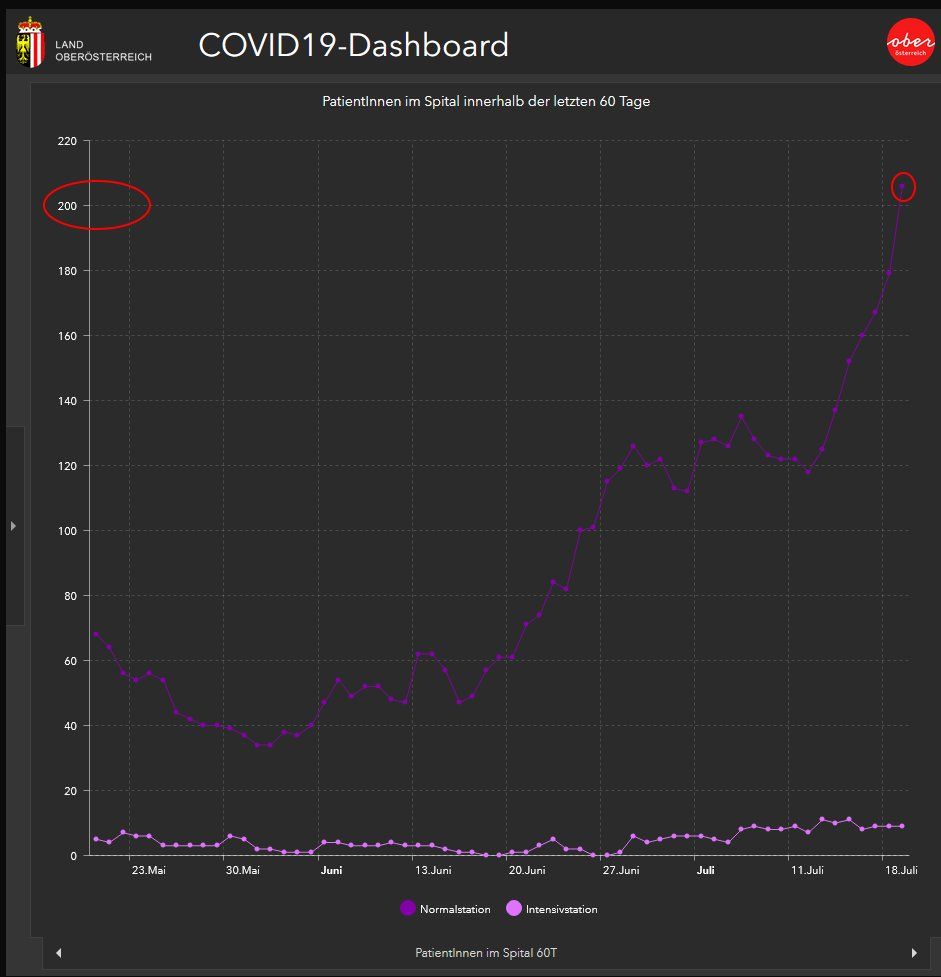 LAND
OBERÖSTERREICH
COVID19-Dashboard
ober
österreich
PatientInnen im Spital innerhalb der letzten 60 Tage
220
200
180
160
140
120
100
80
60
40
20
0
23.Mai 30.Mai Juni 13.Juni 20.Juni 27.Juni Juli 11.Juli 18.Juli
Normalstation Intensivstation
PatientInnen im Spital 60T